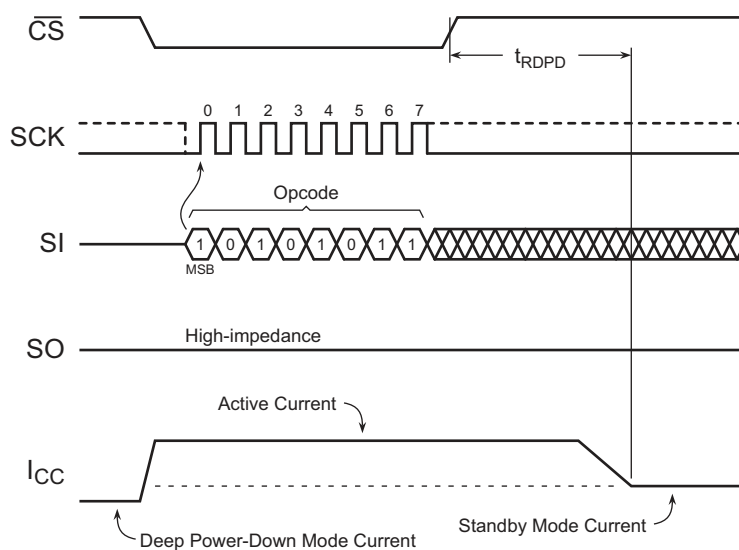 CS
tRDPD
0 1 2 3 4 5 6 7
SCK
Opcode
SI
1 0 1 0 1 0 1 1
MSB
High-impedance
SO
Active Current
ICC
Standby Mode Current
Deep Power-Down Mode Current